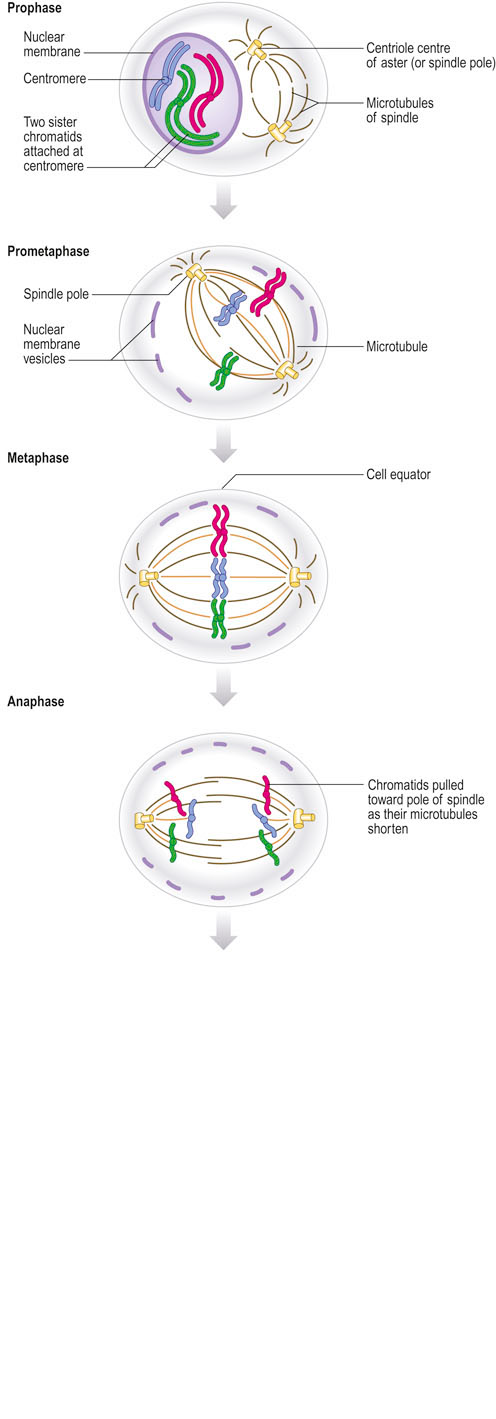 Prophase
Nuclear
membrane
Centromere
Two sister
chromatids
attached at
centromere
Centriole centre
of aster (or spindle pole)
Microtubules
of spindle
Prometaphase
Spindle pole
Nuclear
membrane
vesicles
Microtubule
Metaphase
Cell equator
Anaphase
Chromatids pulled
toward pole of spindle
as their microtubules
shorten